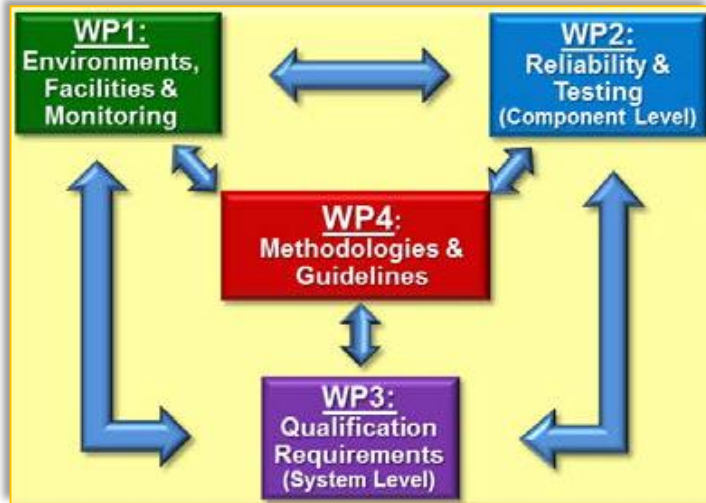 WP1:
Environments,
Facilities &
Monitoring
WP2:
Reliability &
Testing
(Component Level)
WP4:
Methodologies &
Guidelines
WP3:
Qualification
Requirements
(System Level)